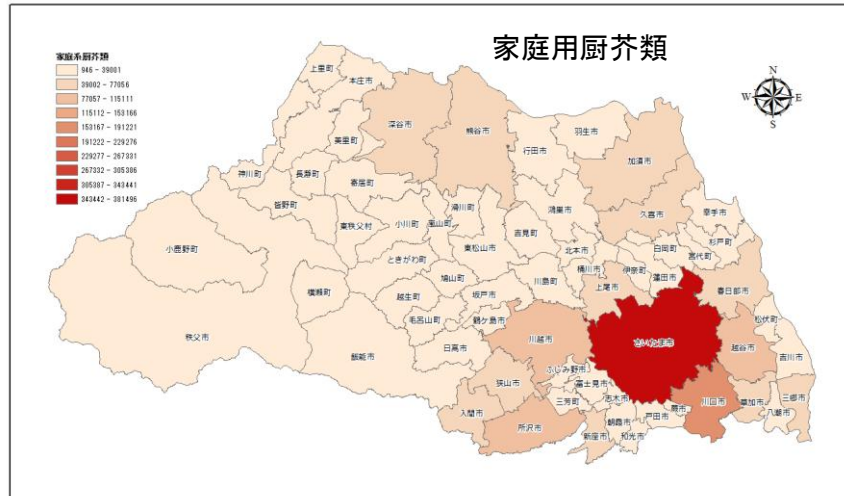 家庭用厨芥類
家庭系厨芥類
946 - 39001
39002 - 77056
77057 - 115111
115112 - 153166
153167 - 191221
191222 - 229276
229277 - 267331
267332 - 305386
305387 - 343441
343442 - 381496
N
W E
S
上里町
本庄市
深谷市
熊谷市
美里町
行田市
羽生市
加須市
神川町
長瀞町
寄居町
皆野町
滑川町
鴻巣市
久喜市
幸手市
小鹿野町
東秩父村
小川町
嵐山町
東松山市
吉見町
北本市
白岡町
杉戸町
宮代町
ときがわ町
桶川市
伊奈町
蓮田市
横瀬町
鳩山町
川島町
上尾市
春日部市
越生町
坂戸市
秩父市
毛呂山町
鶴ケ島市
川越市
さいたま市
越谷市
松伏町
飯能市
日高市
ふじみ野市
吉川市
狭山市
富士見市
三芳町
志木市
川口市
草加市
三郷市
入間市
所沢市
新座市
朝霞市
和光市
戸田市
蕨市
八潮市